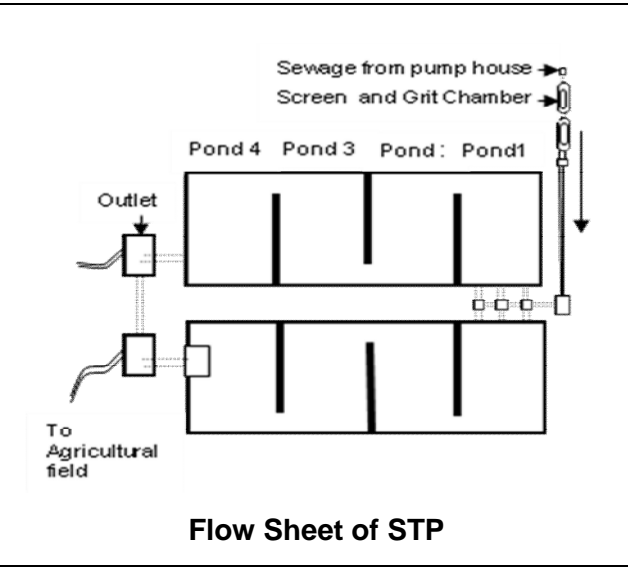 Sewage from pump house
Screen and Grit Chamber
Pond 4 Pond 3 Pond : Pond1
Outlet
To
Agricultural
field
Flow Sheet of STP